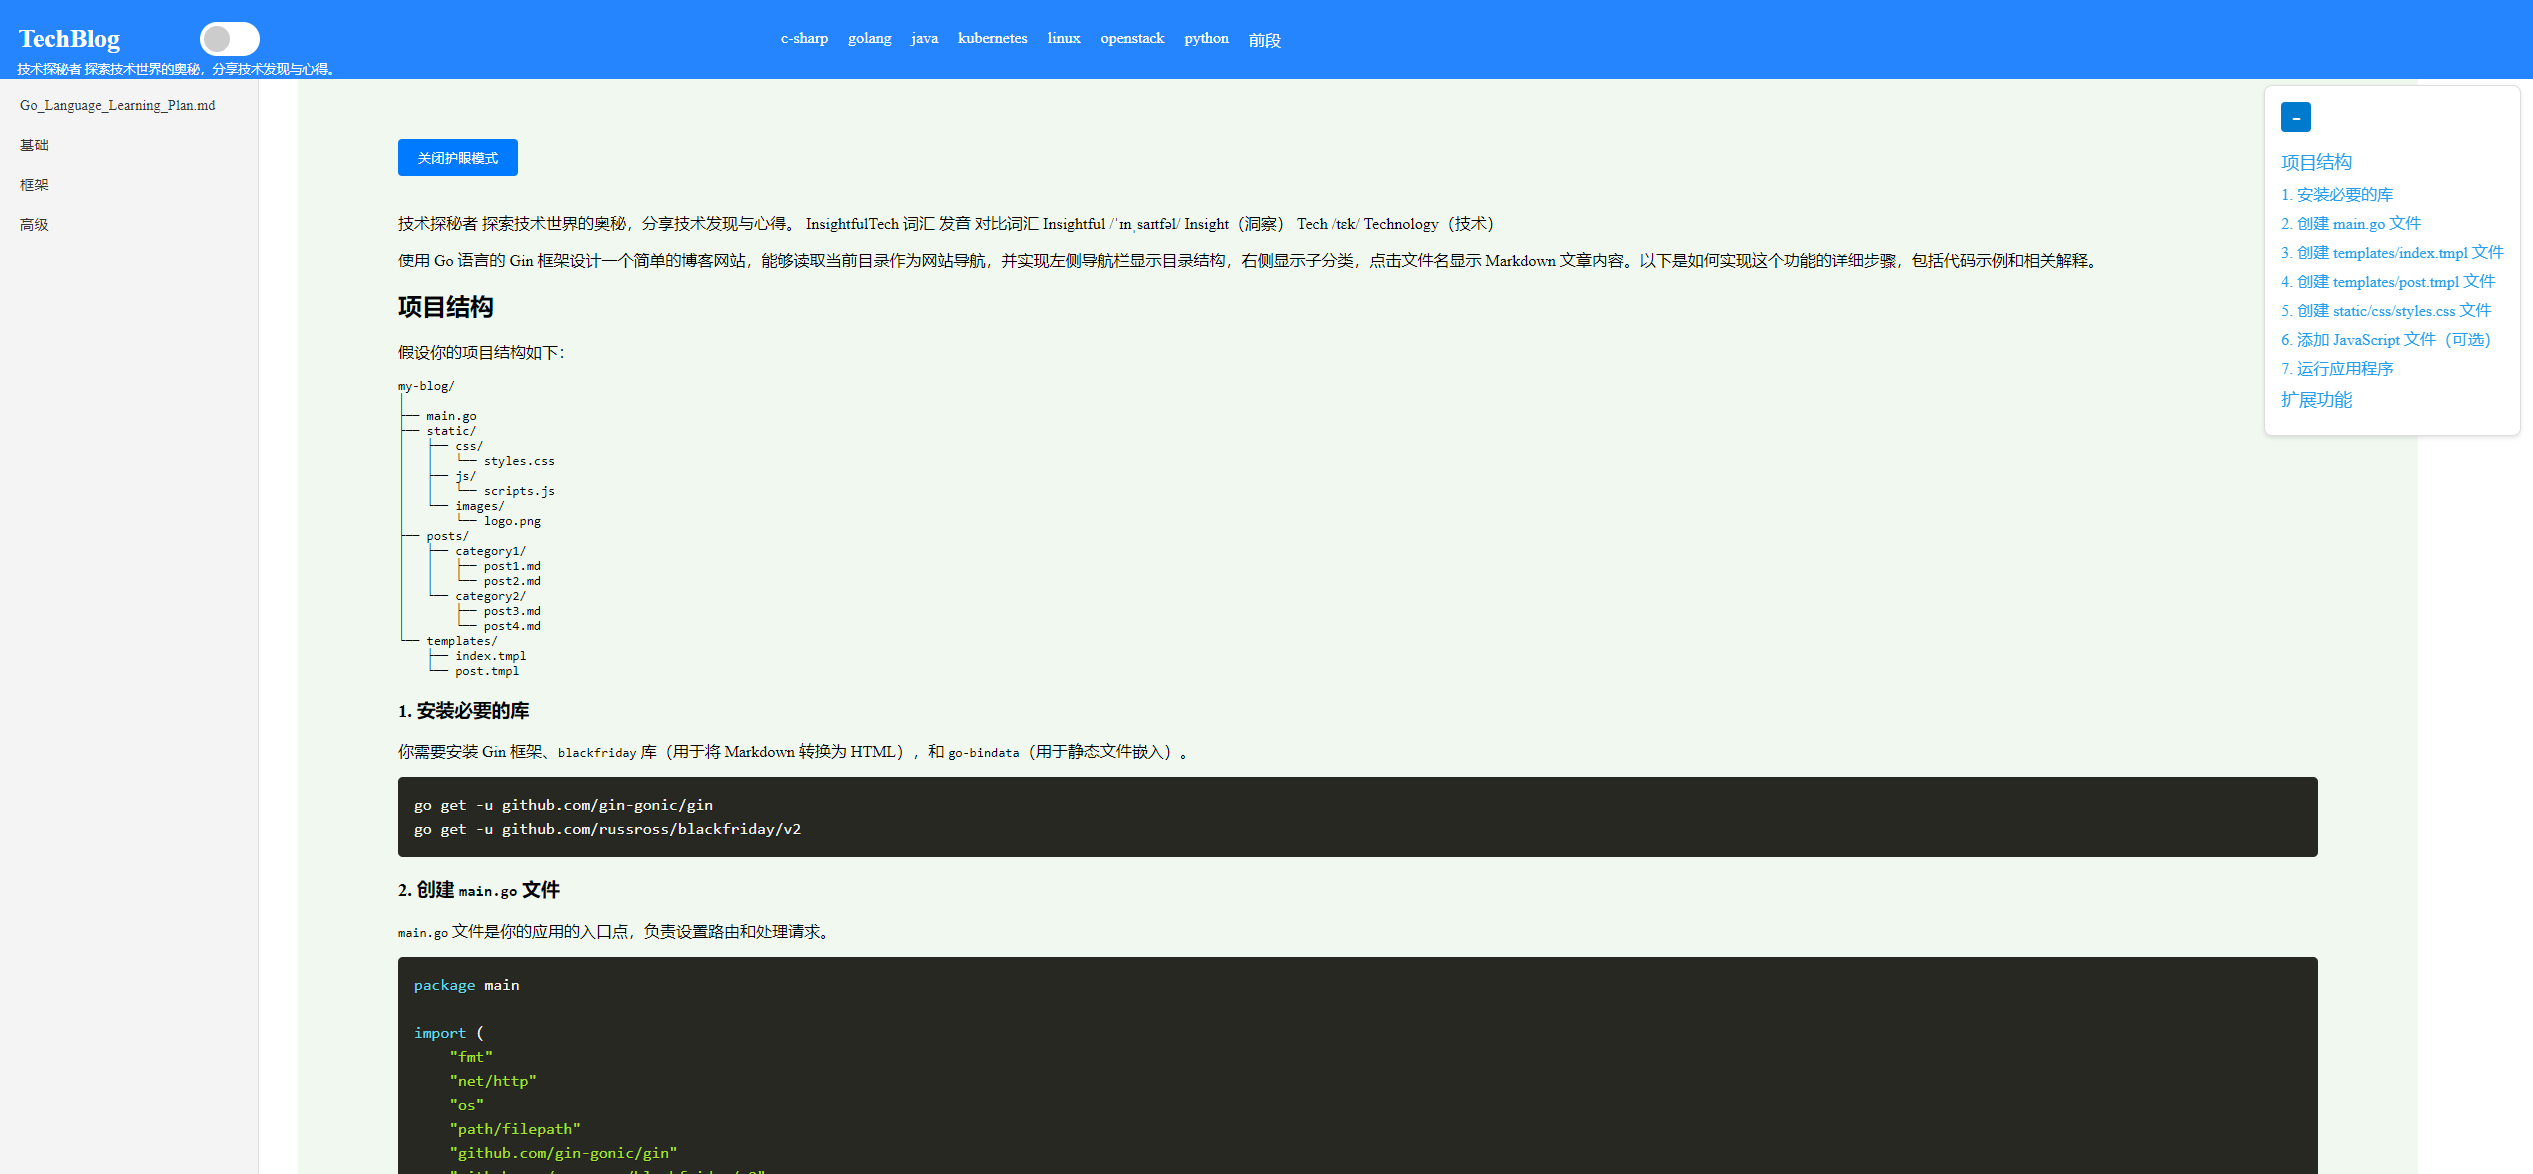 TechBlog
c-sharp golang java kubernetes linux openstack python 前段
技术探秘者 探索技术世界的奥秘，分享技术发现与心得。
Go_Language_Learning_Plan.md
基础
框架
高级
关闭护眼模式
技术探秘者 探索技术世界的奥秘，分享技术发现与心得。 InsightfulTech 词汇 发音 对比词汇 Insightful /ˈɪnˌsaɪtfəl/ Insight（洞察） Tech /tɛk/ Technology（技术）
使用 Go 语言的 Gin 框架设计一个简单的博客网站，能够读取当前目录作为网站导航，并实现左侧导航栏显示目录结构，右侧显示子分类，点击文件名显示 Markdown 文章内容。以下是如何实现这个功能的详细步骤，包括代码示例和相关解释。
项目结构
假设你的项目结构如下：
my-blog/
│
├── main.go
├── static/
│   ├── css/
│   │   └── styles.css
│   ├── js/
│   │   └── scripts.js
│   └── images/
│       └── logo.png
├── posts/
│   ├── category1/
│   │   ├── post1.md
│   │   └── post2.md
│   └── category2/
│       ├── post3.md
│       └── post4.md
└── templates/
    ├── index.tmpl
    └── post.tmpl
1. 安装必要的库
你需要安装 Gin 框架、blackfriday 库（用于将 Markdown 转换为 HTML），和 go-bindata（用于静态文件嵌入）。
go get -u github.com/gin-gonic/gin
go get -u github.com/russross/blackfriday/v2
2. 创建 main.go 文件
main.go 文件是你的应用的入口点，负责设置路由和处理请求。
package main
import (
    "fmt"
    "net/http"
    "os"
    "path/filepath"
    "github.com/gin-gonic/gin"
–
项目结构
1. 安装必要的库
2. 创建 main.go 文件
3. 创建 templates/index.tmpl 文件
4. 创建 templates/post.tmpl 文件
5. 创建 static/css/styles.css 文件
6. 添加 JavaScript 文件（可选）
7. 运行应用程序
扩展功能